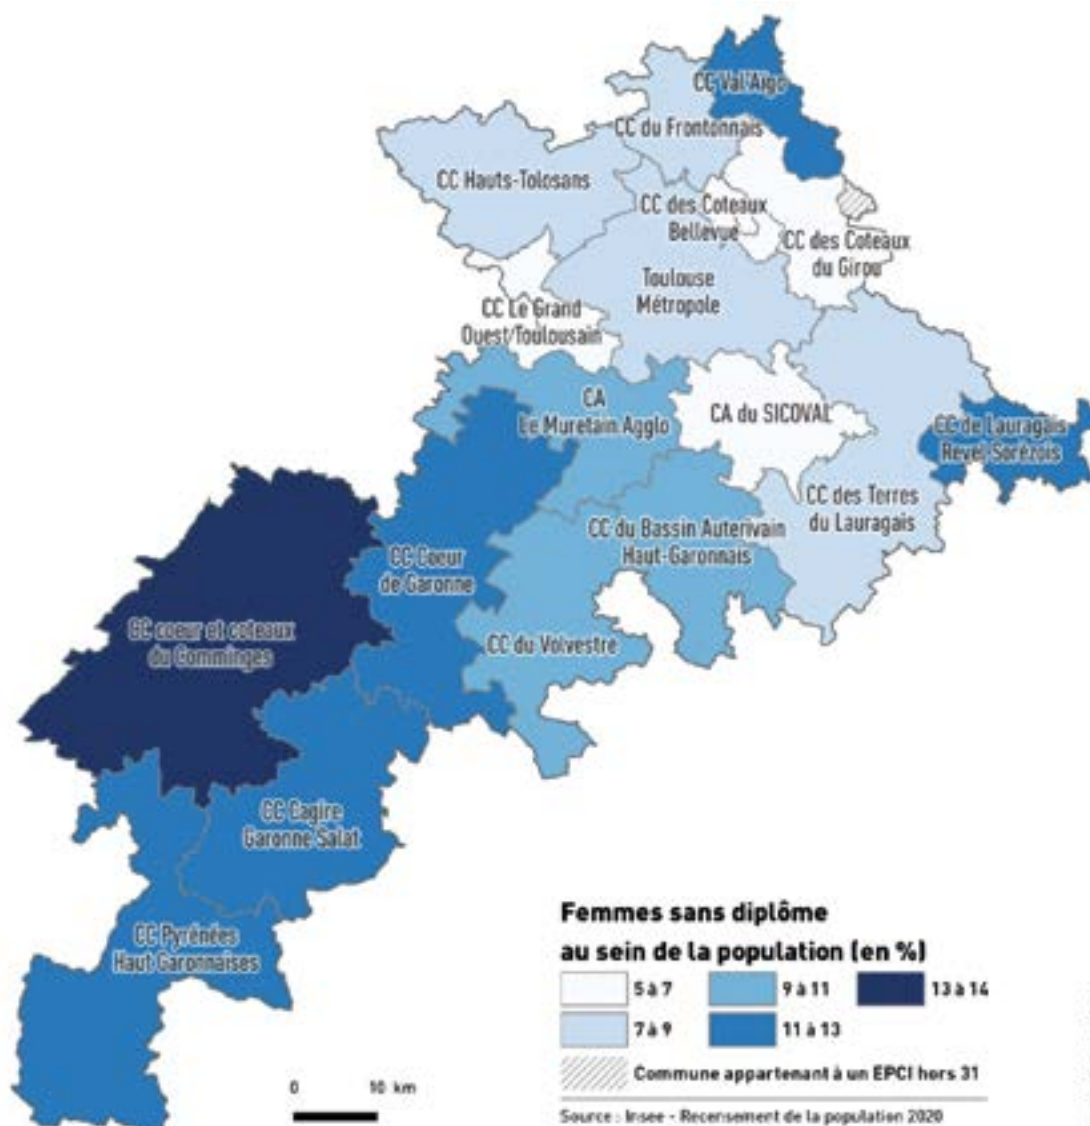 CC Val'Aïgo
CC du Frontonnais
CC Hauts-Tolosans
CC des Coteaux
Bellevue
CC des Coteaux
du Girou
Toulouse
Métropole
CC Le Grand
Ouest Toulousain
CA
Le Muretain Agglo
CA du SICOVAL
CC de Lauragais
Revel Sorézois
CC des Terres
du Lauragais
CC du Bassin Auterivain
Haut-Garonnais
CC Coeur
de Garonne
CC coeur et coteaux
du Comminges
CC du Volvestre
CC Cagire
Garonne Salat
CC Pyrénées
Haut Garonnaises
Femmes sans diplôme
au sein de la population (en %)
5 à 7
9 à 11
13 à 14
7 à 9
11 à 13
Commune appartenant à un EPCI hors 31
0 10 km
Source : Insee - Recensement de la population 2020